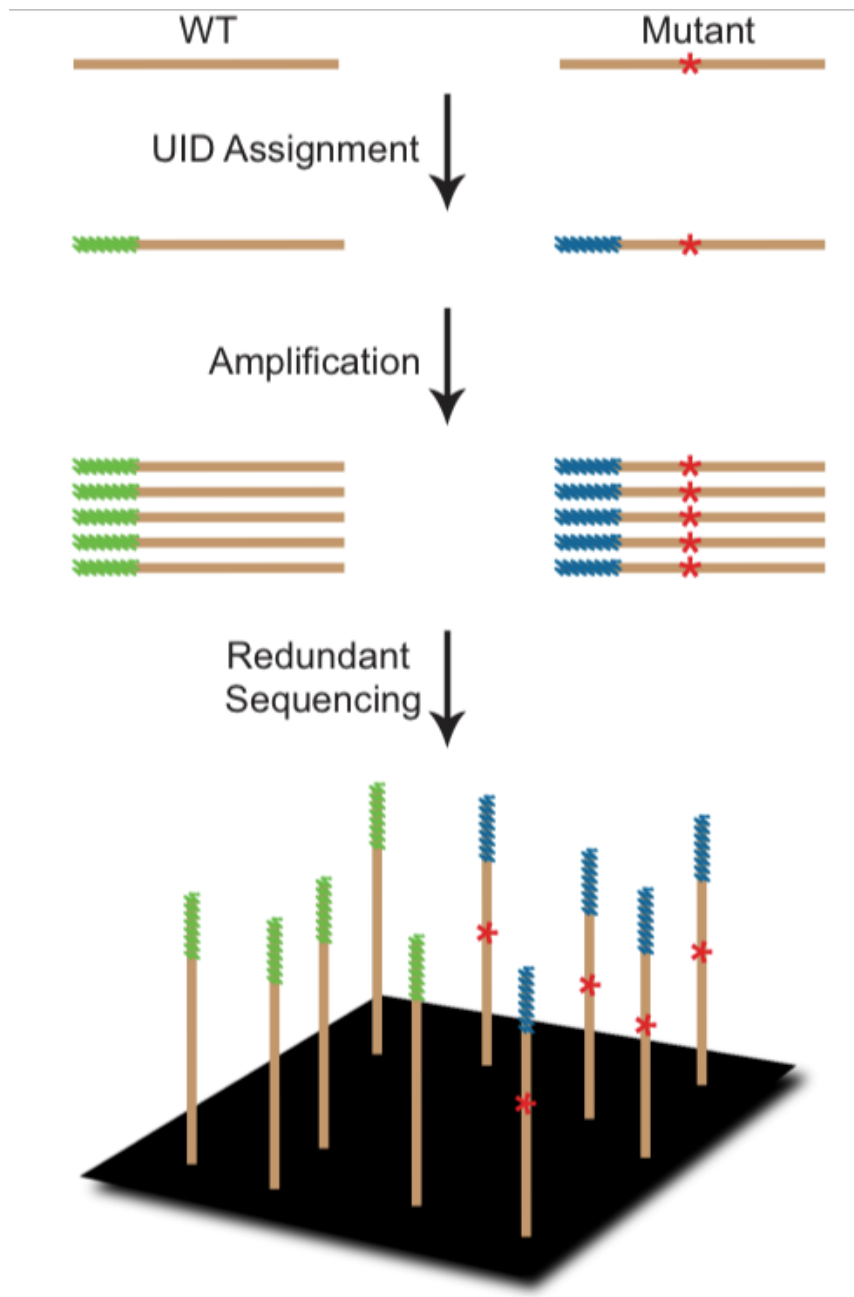 WT
Mutant
UID Assignment
Amplification
Redundant
Sequencing